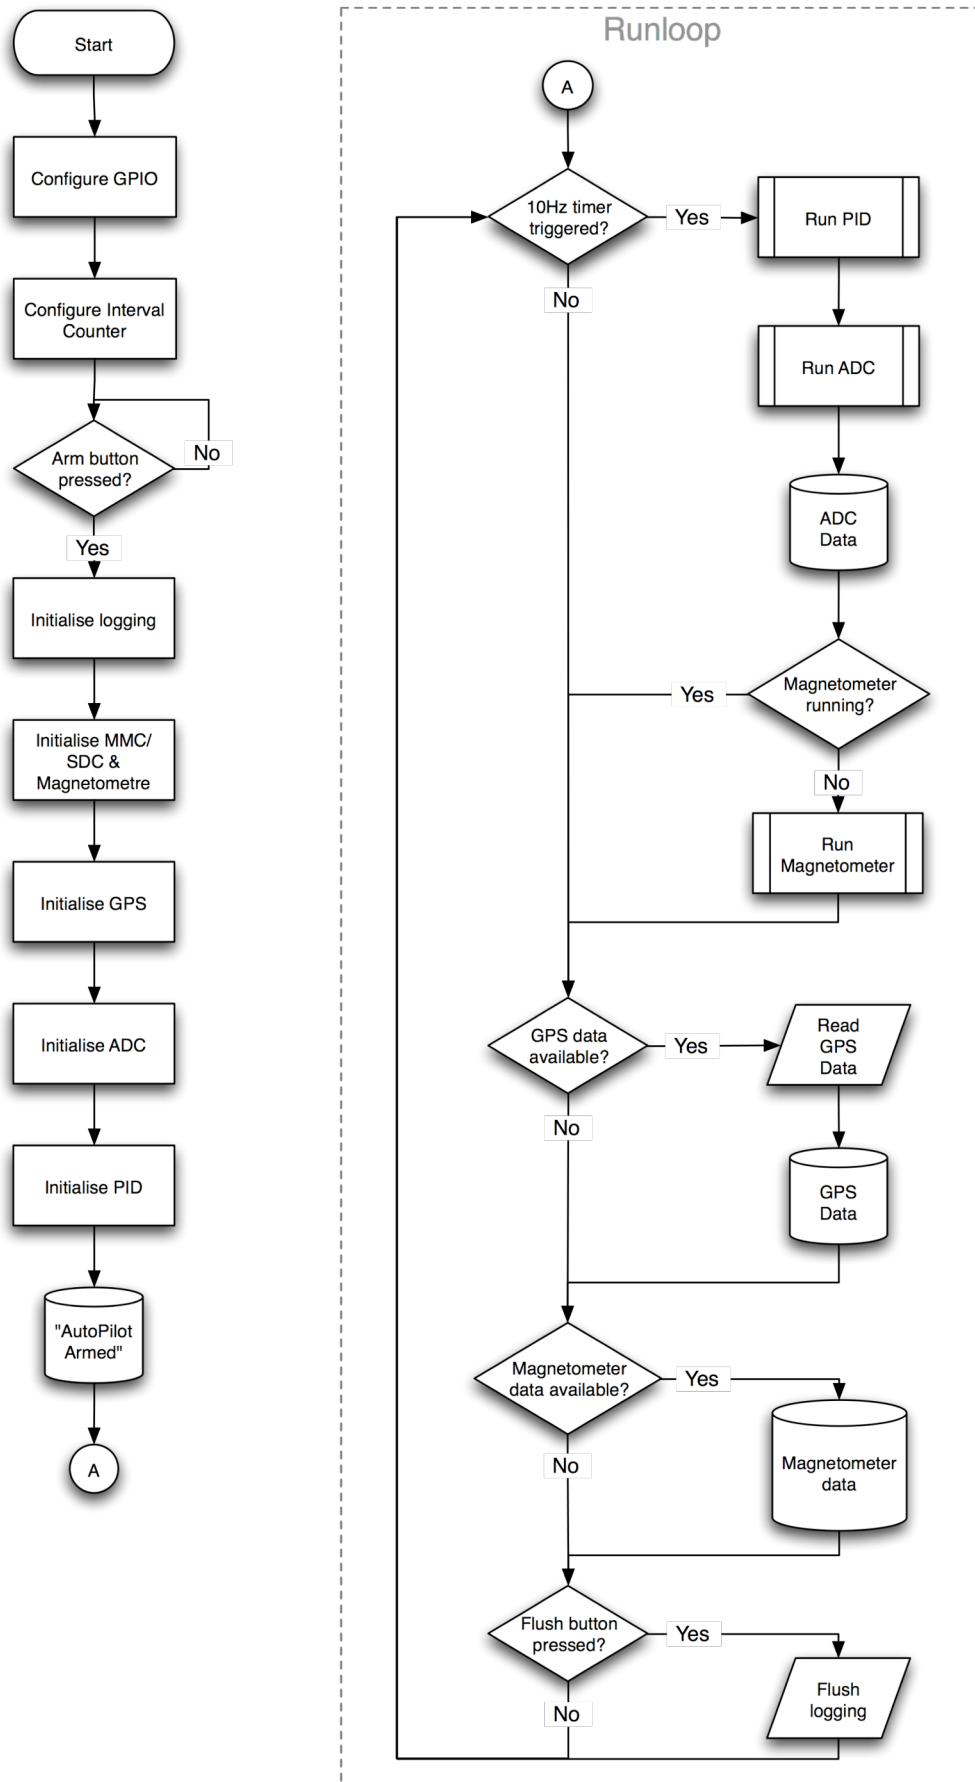 Start
Configure GPIO
Configure Interval
Counter
Arm button
pressed?
No
Yes
Initialise logging
Initialise MMC/
SDC &
Magnetometre
Initialise GPS
Initialise ADC
Initialise PID
"AutoPilot
Armed"
A
Runloop
A
10Hz timer
triggered?
Yes
Run PID
No
Run ADC
ADC
Data
Magnetometer
running?
Yes
No
Run
Magnetometer
GPS data
available?
Yes
Read
GPS
Data
No
GPS
Data
Magnetometer
data available?
Yes
No
Magnetometer
data
Flush button
pressed?
Yes
No
Flush
logging